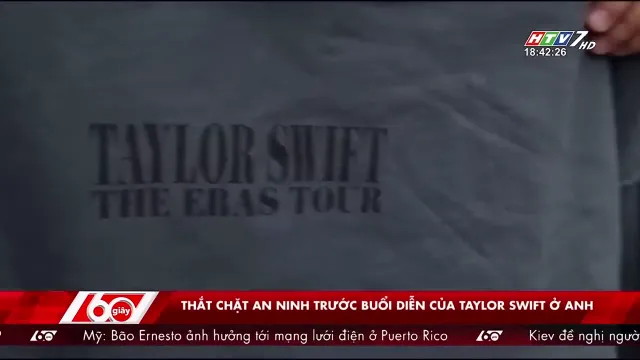 HTV7 HD
18:42:26
TAYLOR SWIFT
THE ERAS TOUR
60 giây
THẮT CHẶT AN NINH TRƯỚC BUỔI DIỄN CỦA TAYLOR SWIFT Ở ANH
60 Mỹ: Bão Ernesto ảnh hưởng tới mạng lưới điện ở Puerto Rico 60 Kiev đề nghị người